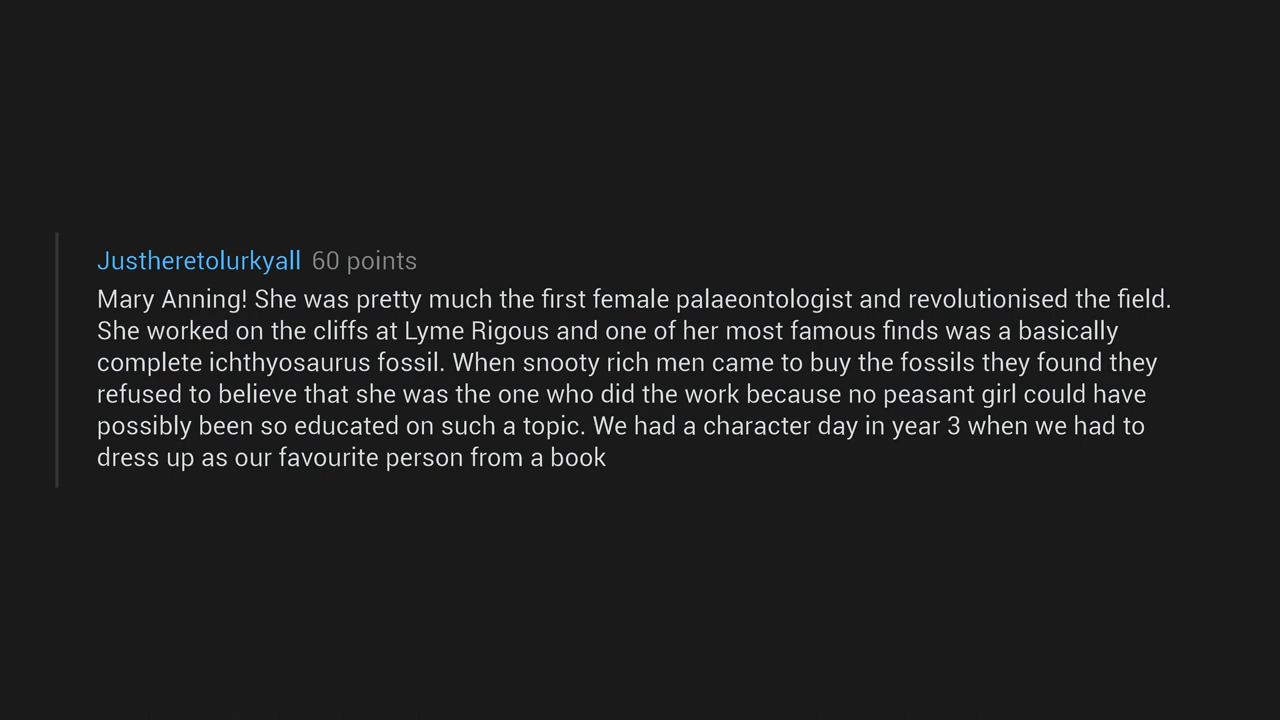 Justheretolurkyall 60 points
Mary Anning! She was pretty much the first female palaeontologist and revolutionised the field.
She worked on the cliffs at Lyme Rigous and one of her most famous finds was a basically
complete ichthyosaurus fossil. When snooty rich men came to buy the fossils they found they
refused to believe that she was the one who did the work because no peasant girl could have
possibly been so educated on such a topic. We had a character day in year 3 when we had to
dress up as our favourite person from a book